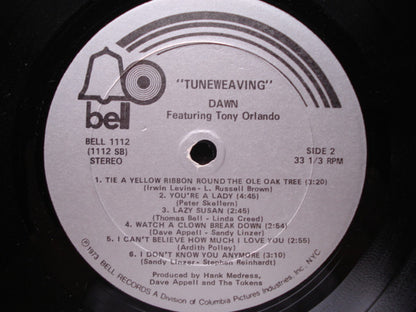 bell
"TUNEWEAVING"
DAWN
Featuring Tony Orlando
BELL 1112
(1112 SB)
STEREO
SIDE 2
33 1/3 RPM
1. TIE A YELLOW RIBBON ROUND THE OLE OAK TREE (3:20)
(Irwin Levine- L. Russell Brown)
2. YOU'RE A LADY (4:45)
(Peter Skellern)
3. LAZY SUSAN (2:45)
(Thomas Bell - Linda Creed)
4. WATCH A CLOWN BREAK DOWN (2:54)
(Dave Appell - Sandy Linzer)
5. I CAN'T BELIEVE HOW MUCH I LOVE YOU (2:55)
(Ardith Polley)
6. I DON'T KNOW YOU ANYMORE (3:10)
(Sandy Linzer- Stephen Reinhardt)
Produced by Hank Medress,
Dave Appell and The Tokens
℗1973 BELL RECORDS A Division of Columbia Pictures Industries, Inc., NYC